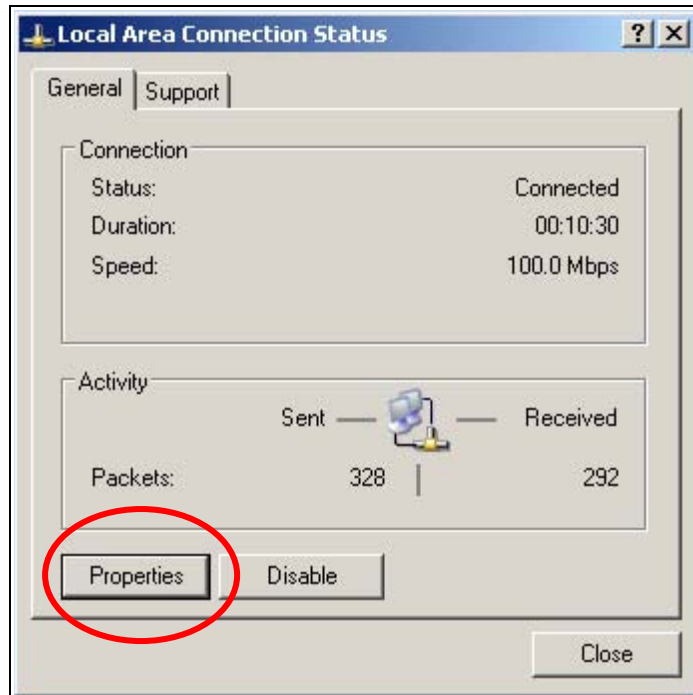 Local Area Connection Status
General Support
Connection
Status: Connected
Duration: 00:10:30
Speed: 100.0 Mbps
Activity
Sent Received
Packets: 328 292
Properties Disable
Close